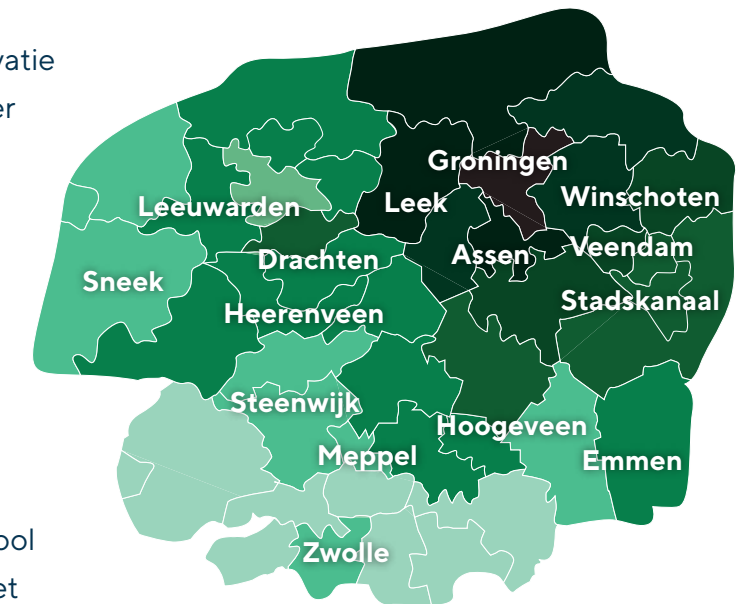 vatie
er
Groningen
Winschoten
Leek
Leeuwarden
Veendam
Assen
Drachten
Sneek
Stadskanaal
Heerenveen
Steenwijk
Hoogeveen
Meppel
Emmen
ool
Zwolle
et